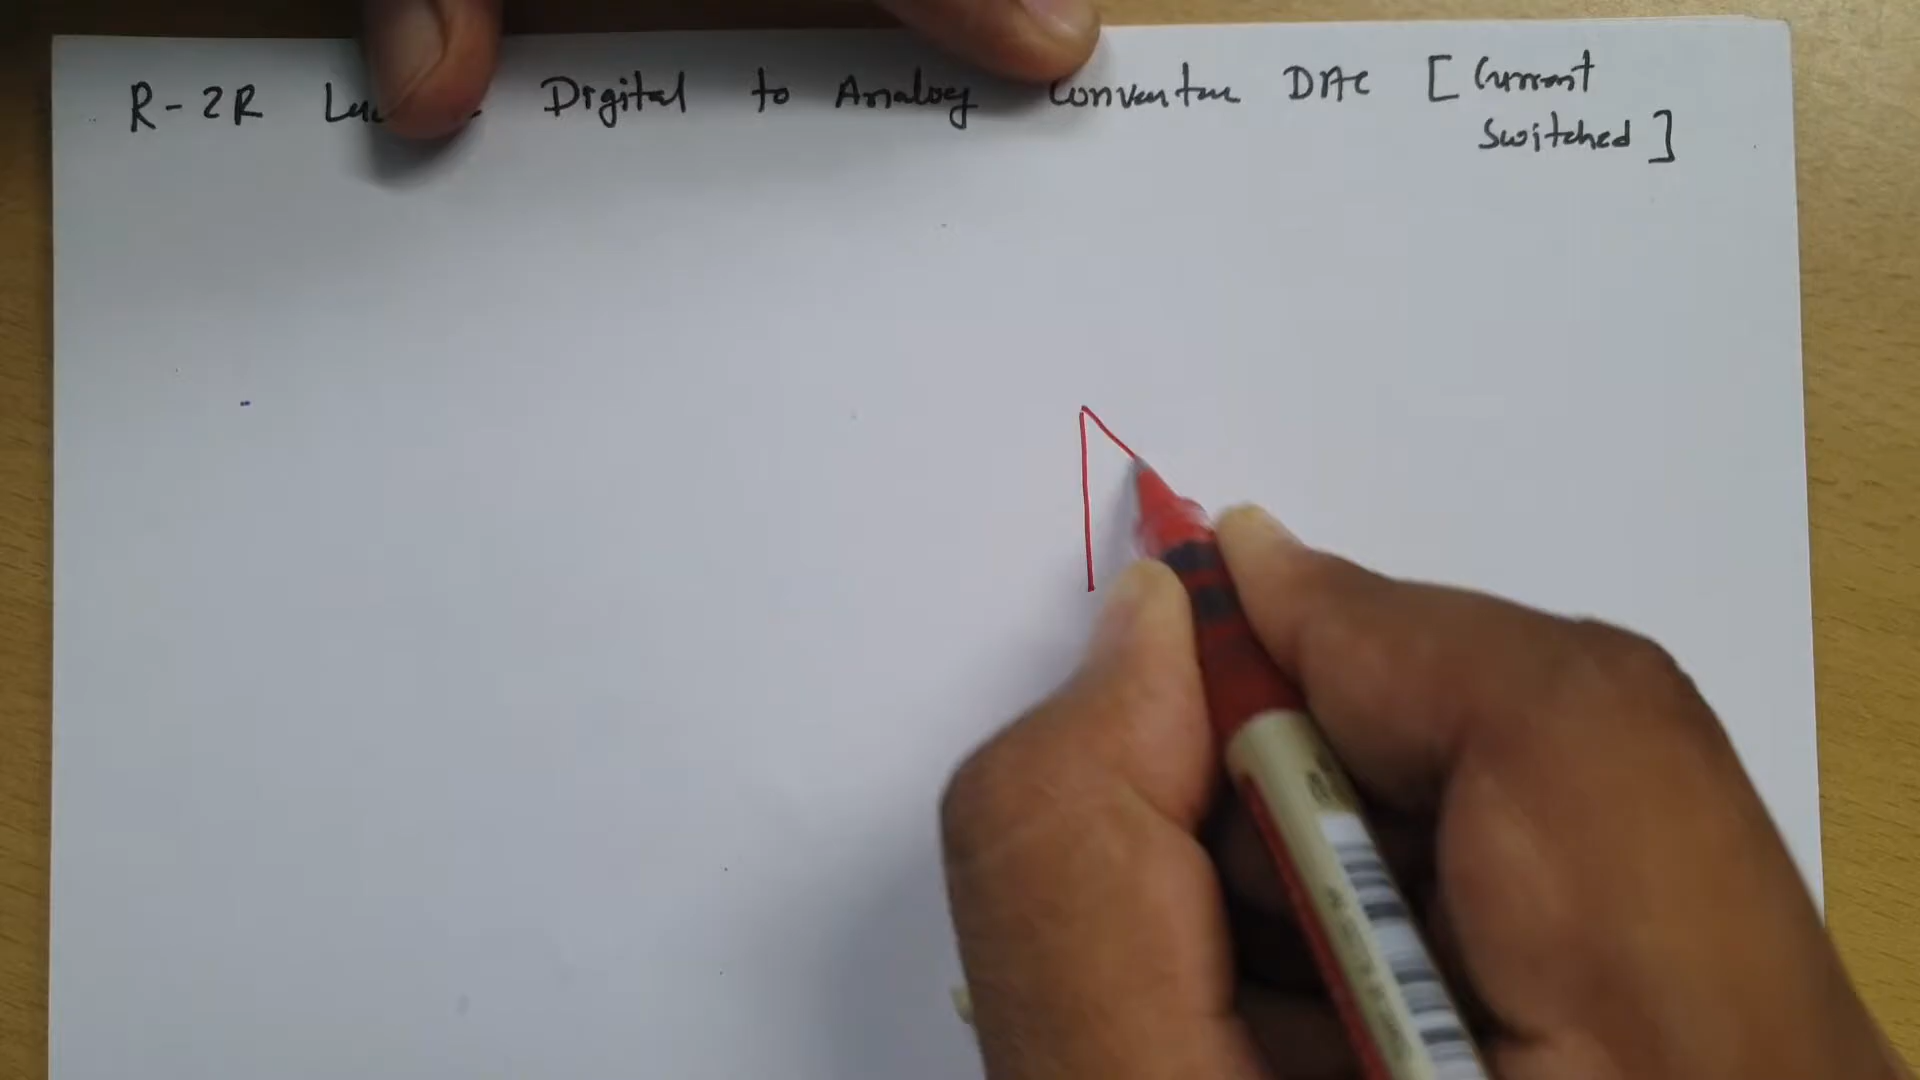 R-2R Digital to Analog Converter DAC [Current
Switched]